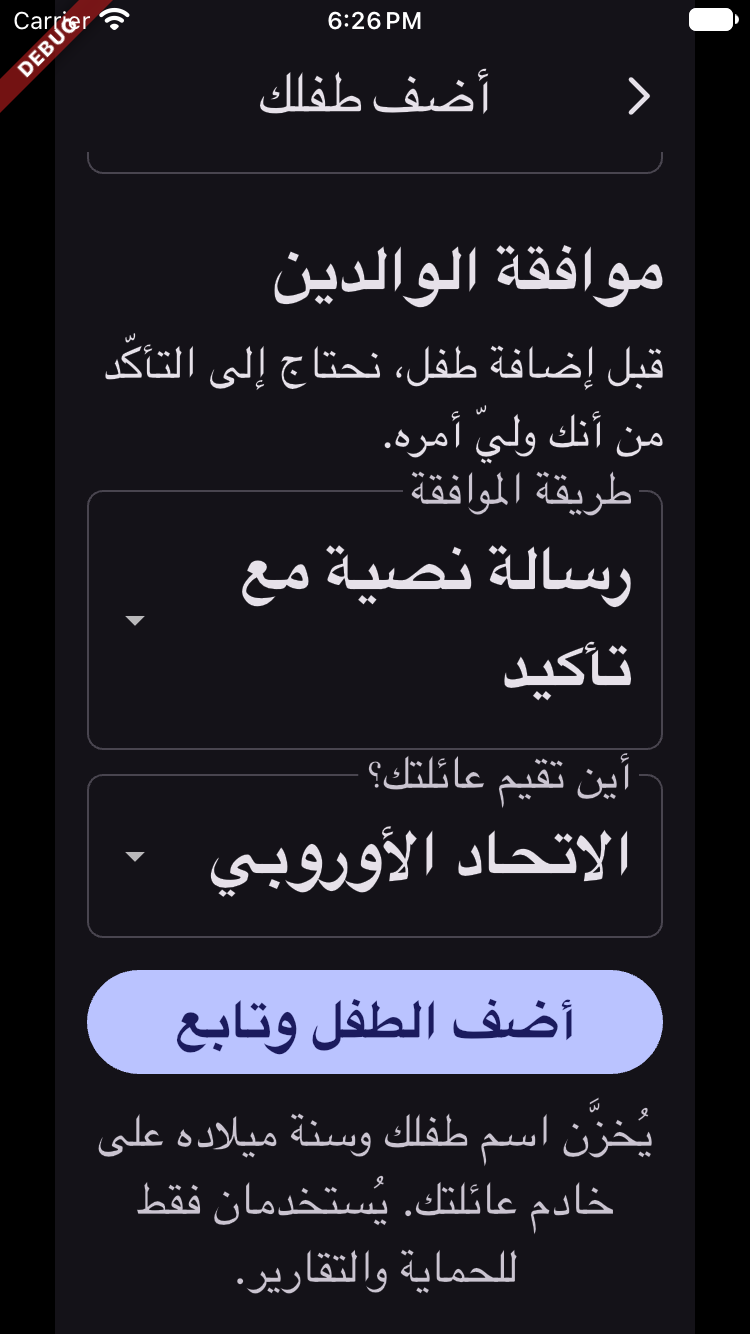 Carrier
6:26 PM
DEBUG
أضف طفلك
موافقة الوالدين
قبل إضافة طفل، نحتاج إلى التأكّد
من أنك وليّ أمره.
طريقة الموافقة
رسالة نصية مع
تأكيد
أين تقيم عائلتك؟
الاتحاد الأوروبي
أضف الطفل وتابع
يُخزَّن اسم طفلك وسنة ميلاده على
خادم عائلتك. يُستخدمان فقط
للحماية والتقارير.